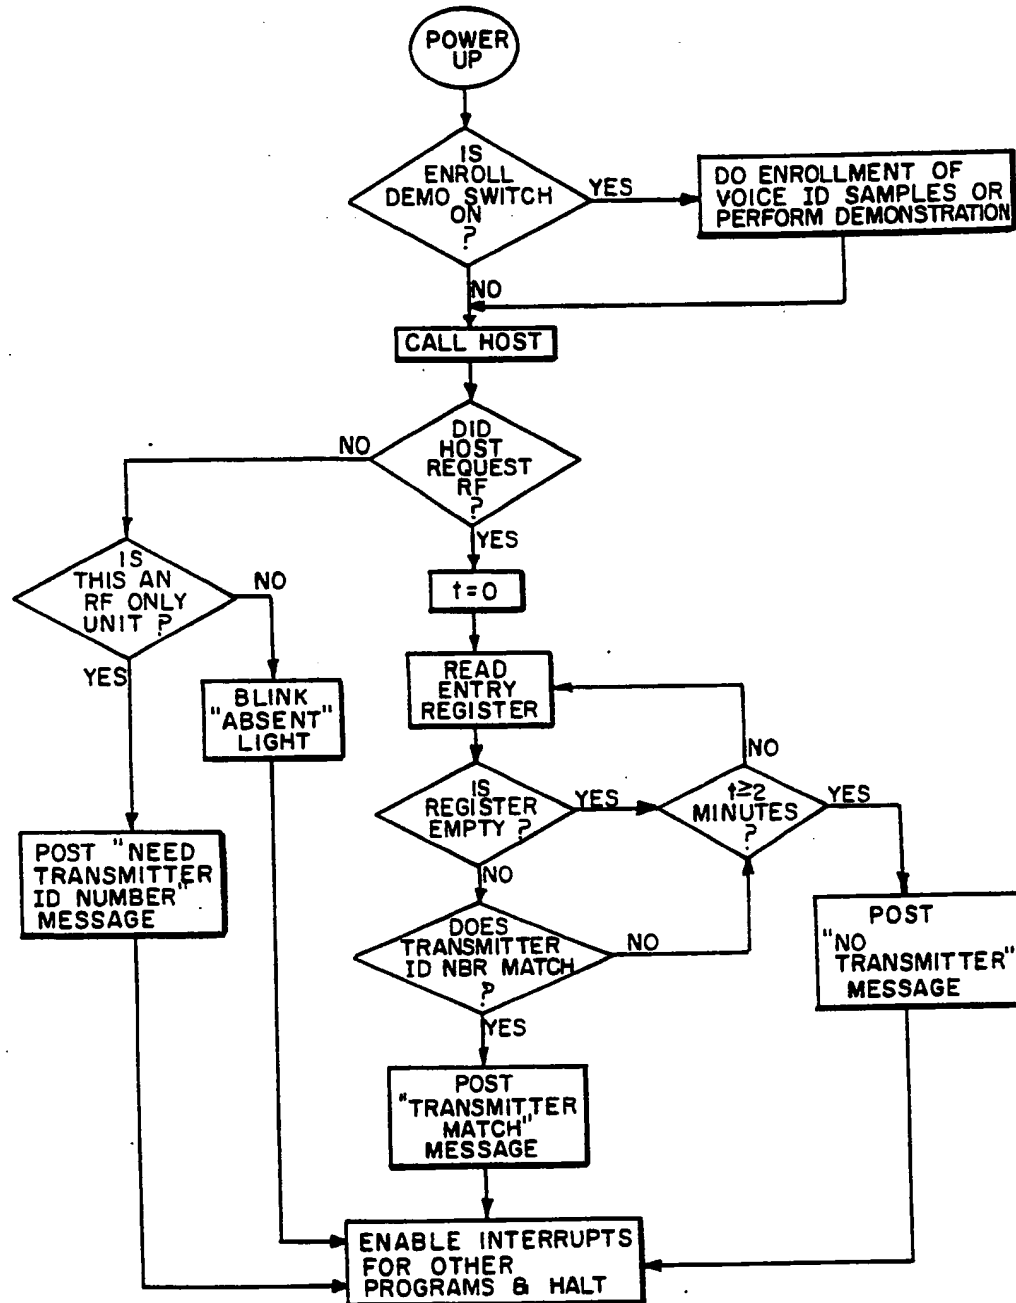 POWER
UP
IS
ENROLL
DEMO SWITCH
ON
?
YES
DO ENROLLMENT OF
VOICE ID SAMPLES OR
PERFORM DEMONSTRATION
NO
CALL HOST
DID
HOST
REQUEST
RF
?
NO
YES
IS
THIS AN
RF ONLY
UNIT ?
NO
YES
t=0
READ
ENTRY
REGISTER
BLINK
"ABSENT"
LIGHT
NO
IS
REGISTER
EMPTY ?
YES
t≥2
MINUTES
?
YES
NO
POST "NEED
TRANSMITTER
ID NUMBER"
MESSAGE
DOES
TRANSMITTER
ID NBR MATCH
?
NO
YES
POST
"NO
TRANSMITTER"
MESSAGE
POST
"TRANSMITTER
MATCH"
MESSAGE
ENABLE INTERRUPTS
FOR OTHER
PROGRAMS & HALT